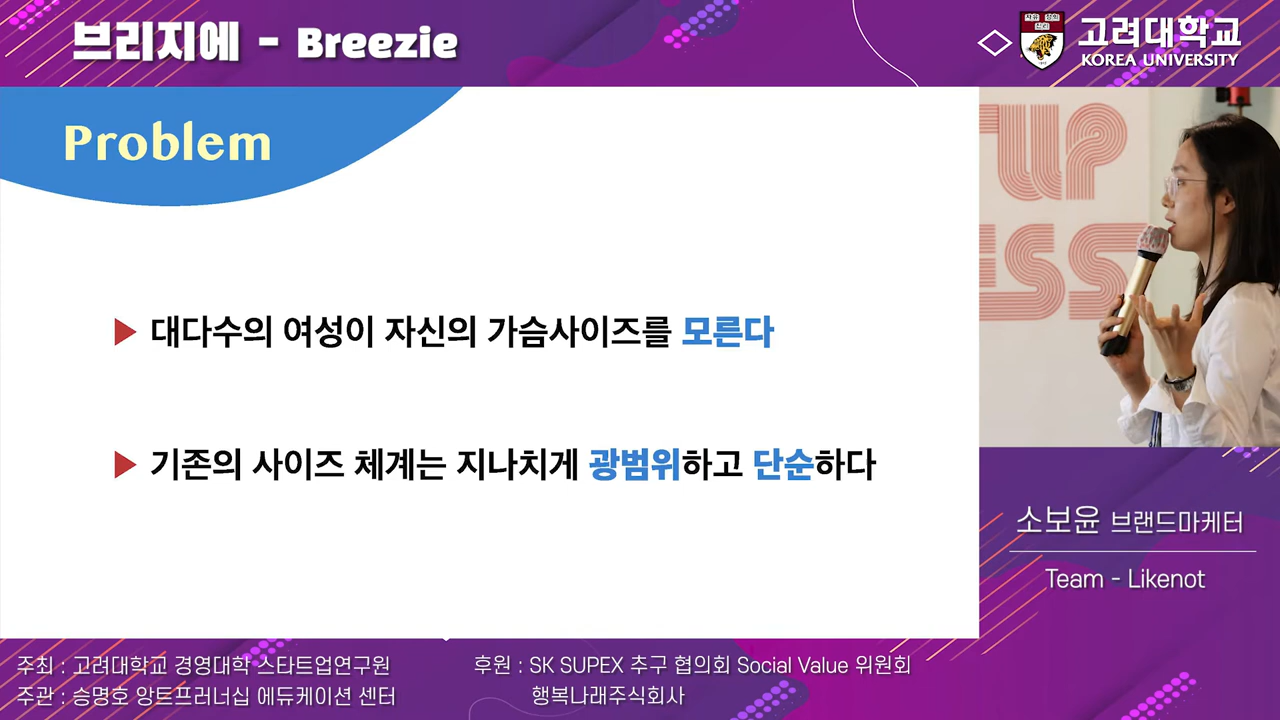 브리지에 - Breezie
고려대학교
KOREA UNIVERSITY
Problem
▶ 대다수의 여성이 자신의 가슴사이즈를 모른다
▶ 기존의 사이즈 체계는 지나치게 광범위하고 단순하다
소보윤 브랜드마케터
Team - Likenot
주최 : 고려대학교 경영대학 스타트업연구원
주관 : 승명호 앙트프러너십 에듀케이션 센터
후원 : SK SUPEX 추구 협의회 Social Value 위원회
행복나래주식회사